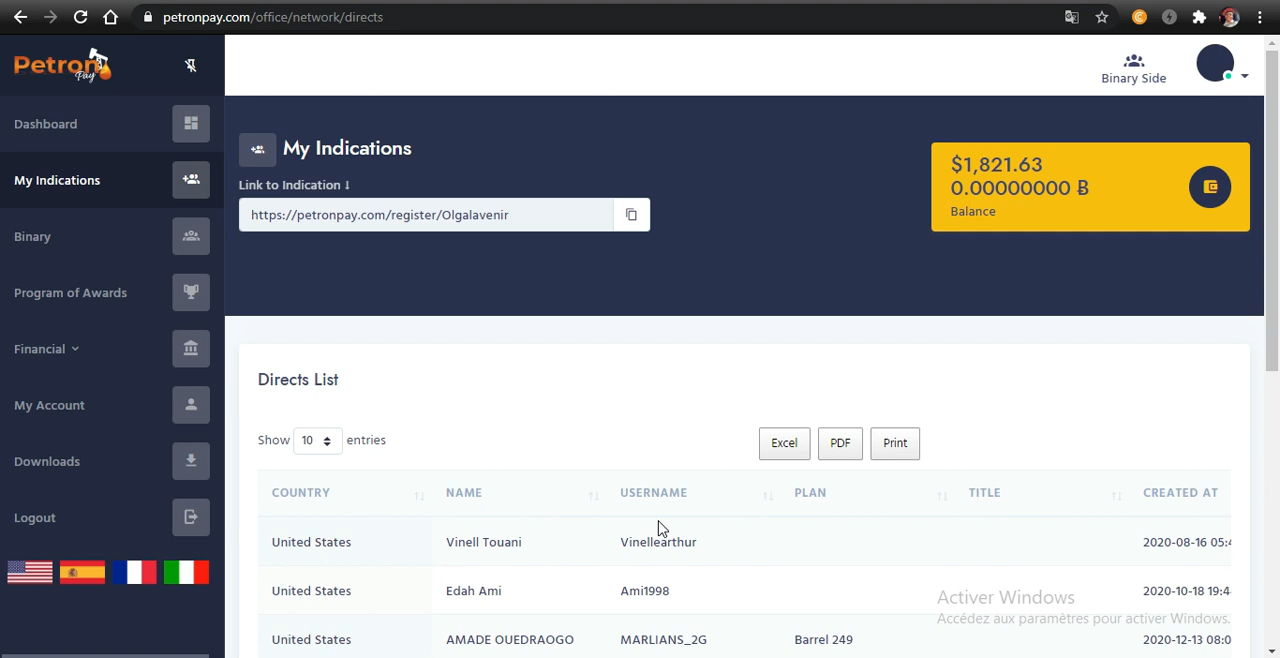 petronpay.com/office/network/directs
Petron
Pay
Binary Side
Dashboard
My Indications
Binary
Program of Awards
Financial
My Account
Downloads
Logout
My Indications
Link to Indication
https://petronpay.com/register/Olgalavenir
$1,821.63
0.00000000 Ƀ
Balance
Directs List
Show 10 entries
Excel PDF Print
COUNTRY NAME USERNAME PLAN TITLE CREATED AT
United States Vinell Touani Vinellearthur 2020-08-16 05:4
United States Edah Ami Ami1998 2020-10-18 19:4
United States AMADE OUEDRAOGO MARLIANS_2G Barrel 249 2020-12-13 08:0
Activer Windows
Accédez aux paramètres pour activer Windows.